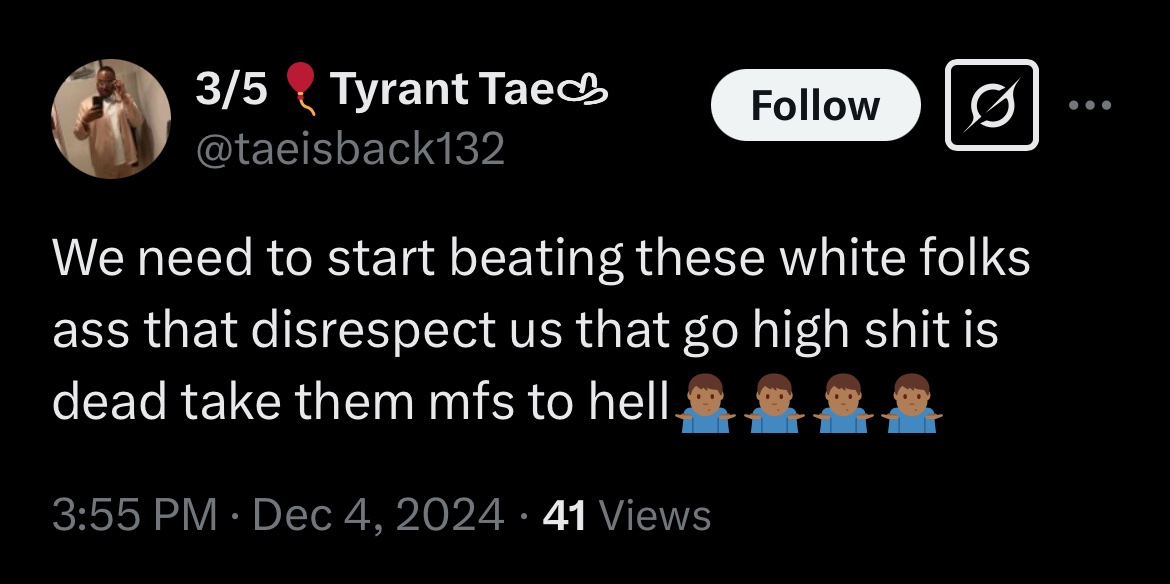 3/5 🎈 Tyrant Tae
@taeisback132
Follow
We need to start beating these white folks
ass that disrespect us that go high shit is
dead take them mfs to hell🤷🏽‍♂️🤷🏽‍♂️🤷🏽‍♂️🤷🏽‍♂️
3:55 PM · Dec 4, 2024 · 41 Views